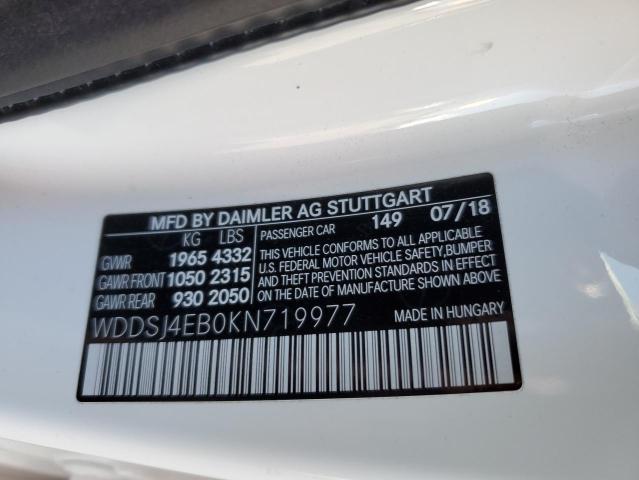 MFD BY DAIMLER AG STUTTGART
KG LBS
GVWR 1965 4332
GAWR FRONT 1050 2315
GAWR REAR 930 2050
PASSENGER CAR 149 07/18
THIS VEHICLE CONFORMS TO ALL APPLICABLE
U.S. FEDERAL MOTOR VEHICLE SAFETY, BUMPER
AND THEFT PREVENTION STANDARDS IN EFFECT
ON THE DATE OF MANUFACTURE SHOWN ABOVE.
WDDSJ4EB0KN719977
MADE IN HUNGARY